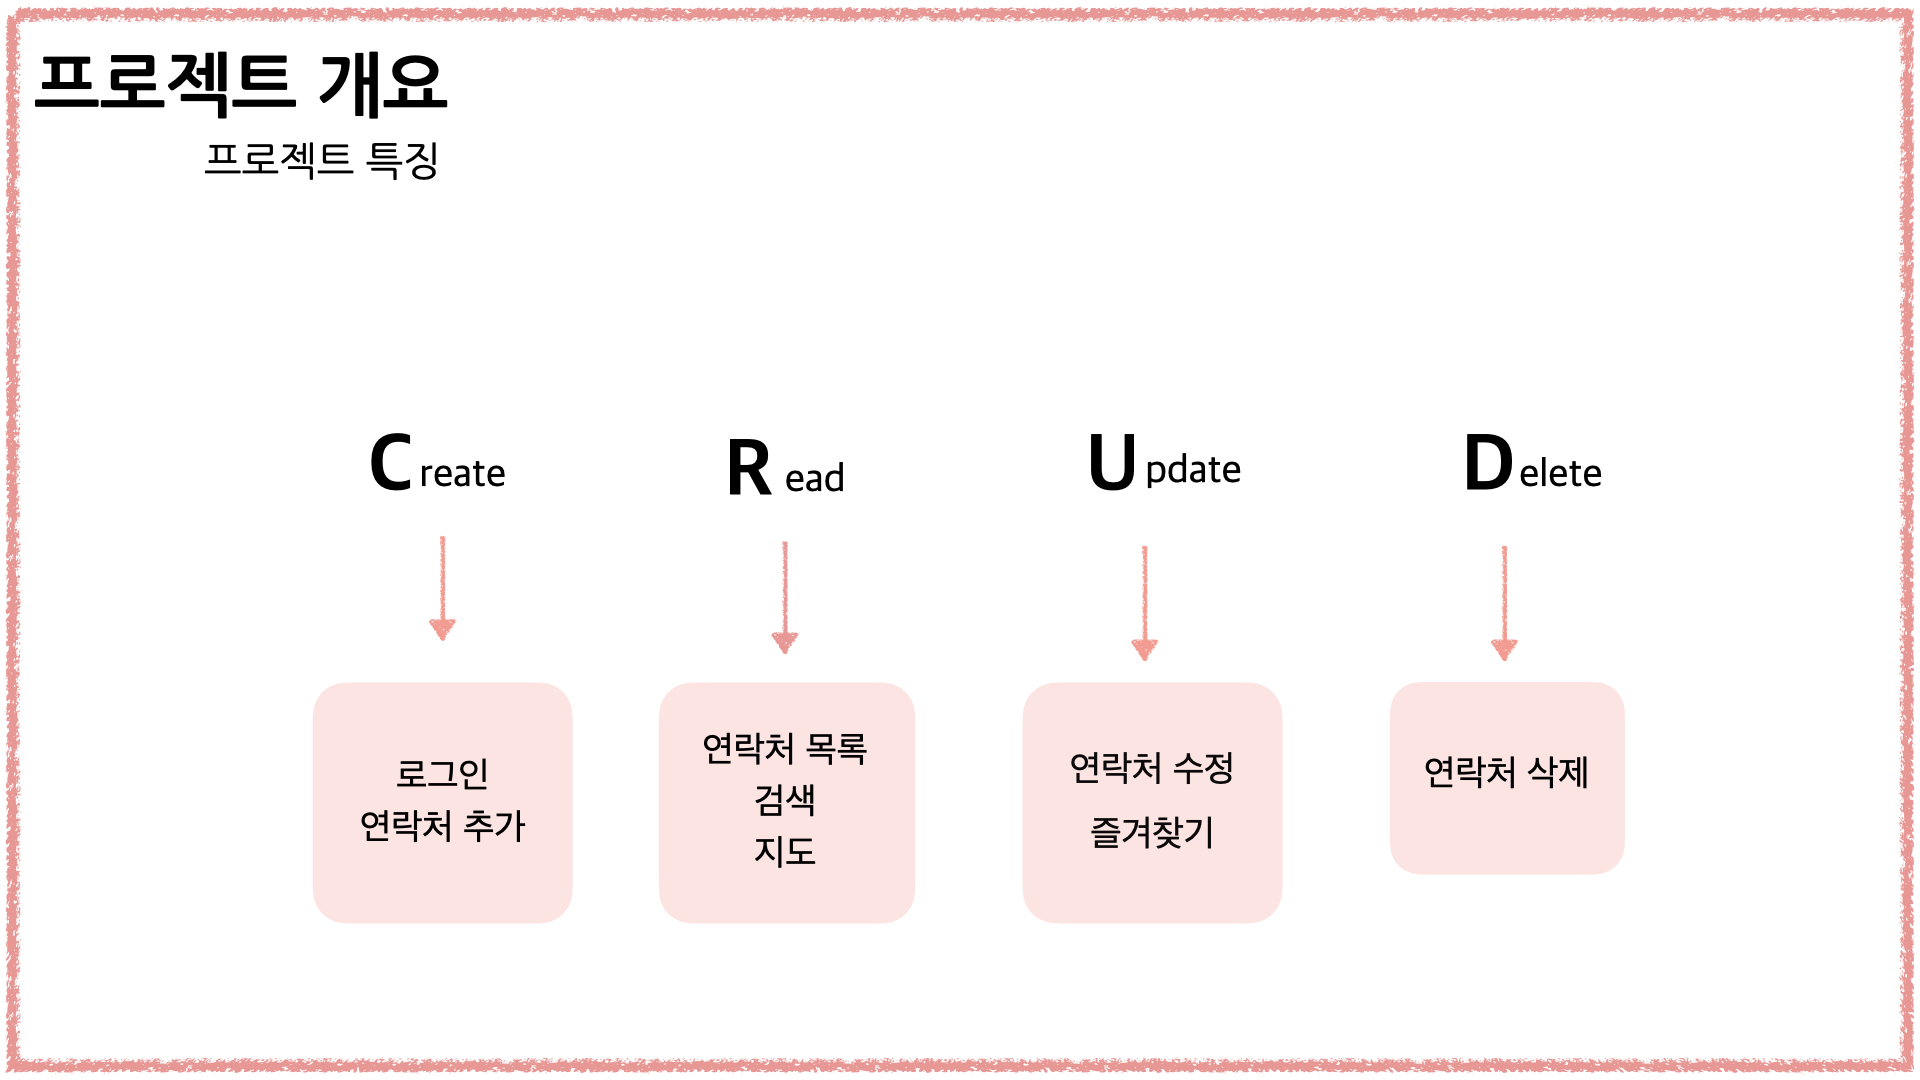 프로젝트 개요
프로젝트 특징
Create
Read
Update
Delete
로그인
연락처 추가
연락처 목록
검색
지도
연락처 수정
즐겨찾기
연락처 삭제